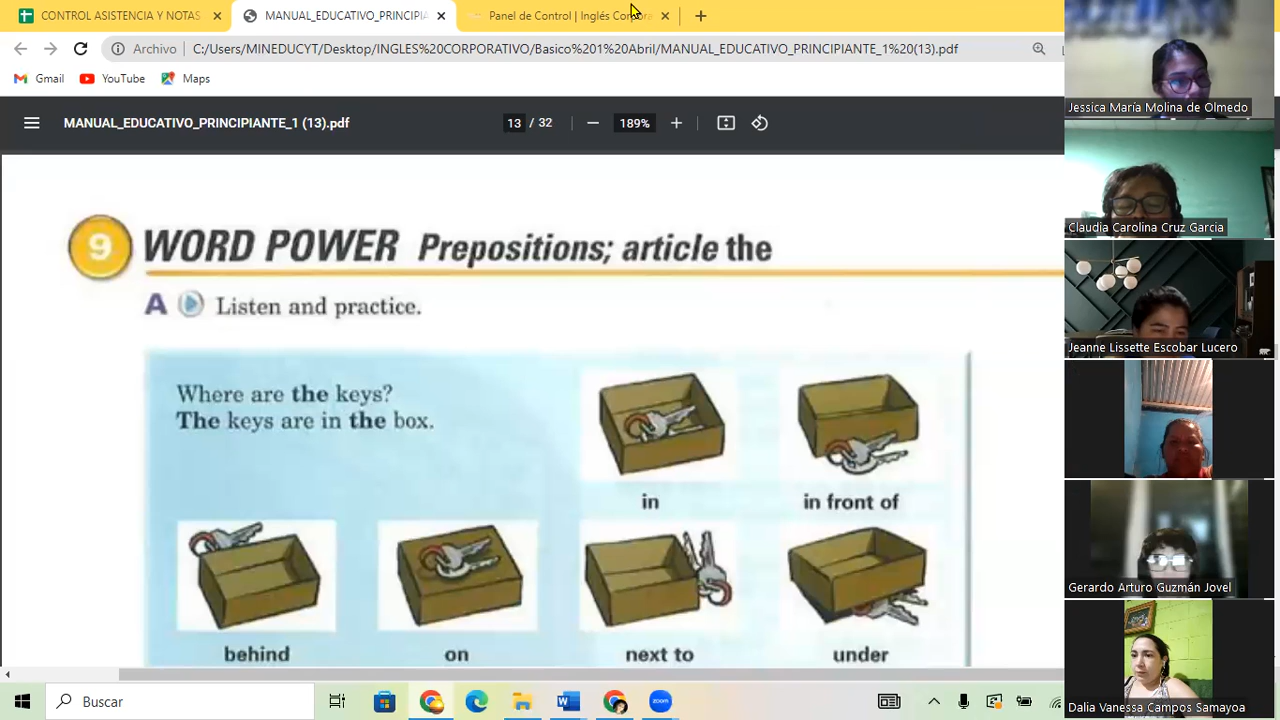 CONTROL ASISTENCIA Y NOTAS
MANUAL_EDUCATIVO_PRINCIPIA
Panel de Control | Inglés Corpora
Archivo
C:/Users/MINEDUCYT/Desktop/INGLES%20CORPORATIVO/Basico%201%20Abril/MANUAL_EDUCATIVO_PRINCIPIANTE_1%20(13).pdf
Gmail
YouTube
Maps
MANUAL_EDUCATIVO_PRINCIPIANTE_1 (13).pdf
13 / 32
189%
9 WORD POWER Prepositions; article the
A Listen and practice.
Where are the keys?
The keys are in the box.
in
in front of
behind
on
next to
under
Jessica María Molina de Olmedo
Claudia Carolina Cruz Garcia
Jeanne Lissette Escobar Lucero
Gerardo Arturo Guzmán Jovel
Dalia Vanessa Campos Samayoa
Buscar
zoom